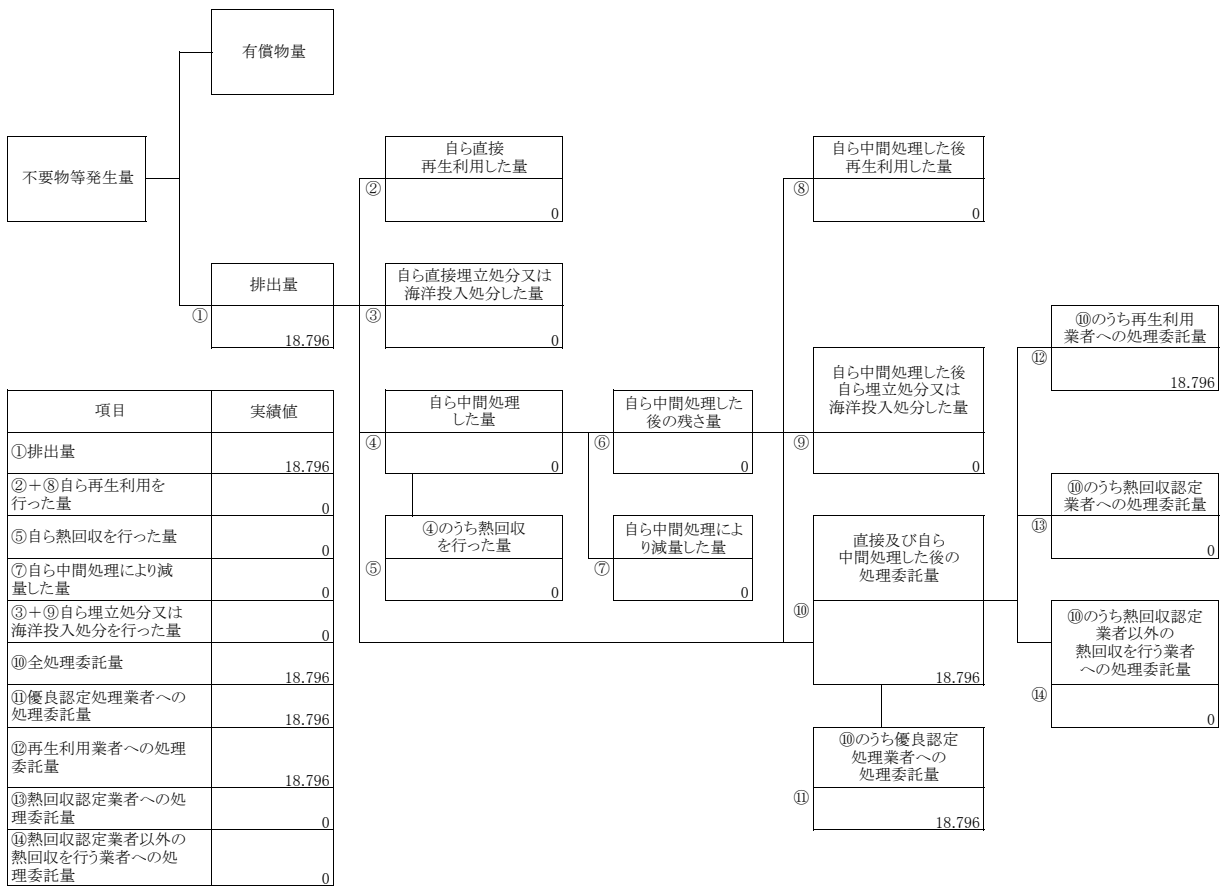 有償物量
不要物等発生量
排出量
①
18.796
自ら直接
再生利用した量
②
0
自ら直接埋立処分又は
海洋投入処分した量
③
0
自ら中間処理
した量
④
0
④のうち熱回収
を行った量
⑤
0
自ら中間処理した
後の残さ量
⑥
0
自ら中間処理によ
り減量した量
⑦
0
自ら中間処理した後
再生利用した量
⑧
0
自ら中間処理した後
自ら埋立処分又は
海洋投入処分した量
⑨
0
直接及び自ら
中間処理した後の
処理委託量
⑩
18.796
⑩のうち優良認定
処理業者への
処理委託量
⑪
18.796
⑩のうち再生利用
業者への処理委託量
⑫
18.796
⑩のうち熱回収認定
業者への処理委託量
⑬
0
⑩のうち熱回収認定
業者以外の
熱回収を行う業者
への処理委託量
⑭
0
項目 実績値
①排出量
18.796
②+⑧自ら再生利用を
行った量
0
⑤自ら熱回収を行った量
0
⑦自ら中間処理により減
量した量
0
③+⑨自ら埋立処分又は
海洋投入処分を行った量
0
⑩全処理委託量
18.796
⑪優良認定処理業者への
処理委託量
18.796
⑫再生利用業者への処理
委託量
18.796
⑬熱回収認定業者への処
理委託量
0
⑭熱回収認定業者以外の
熱回収を行う業者への処
理委託量
0